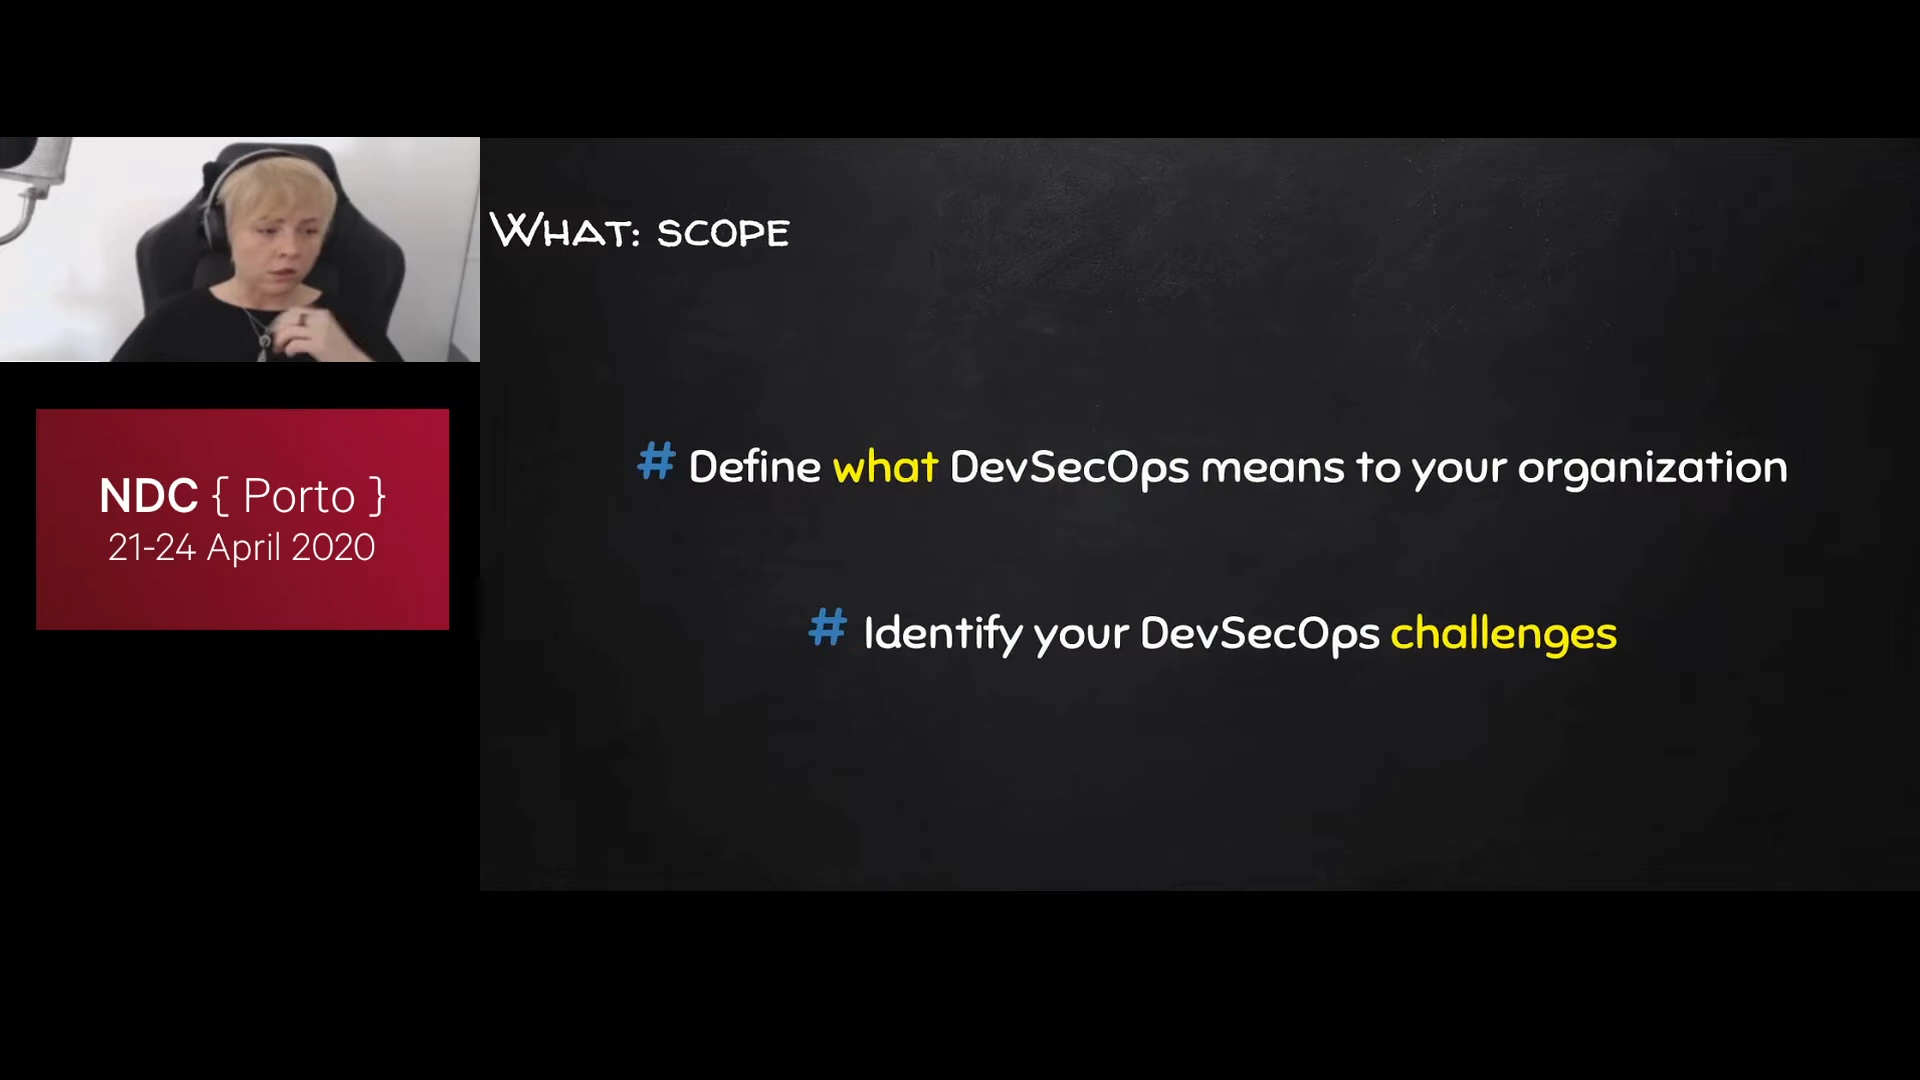 What: scope
# Define what DevSecOps means to your organization
# Identify your DevSecOps challenges
NDC { Porto }
21-24 April 2020